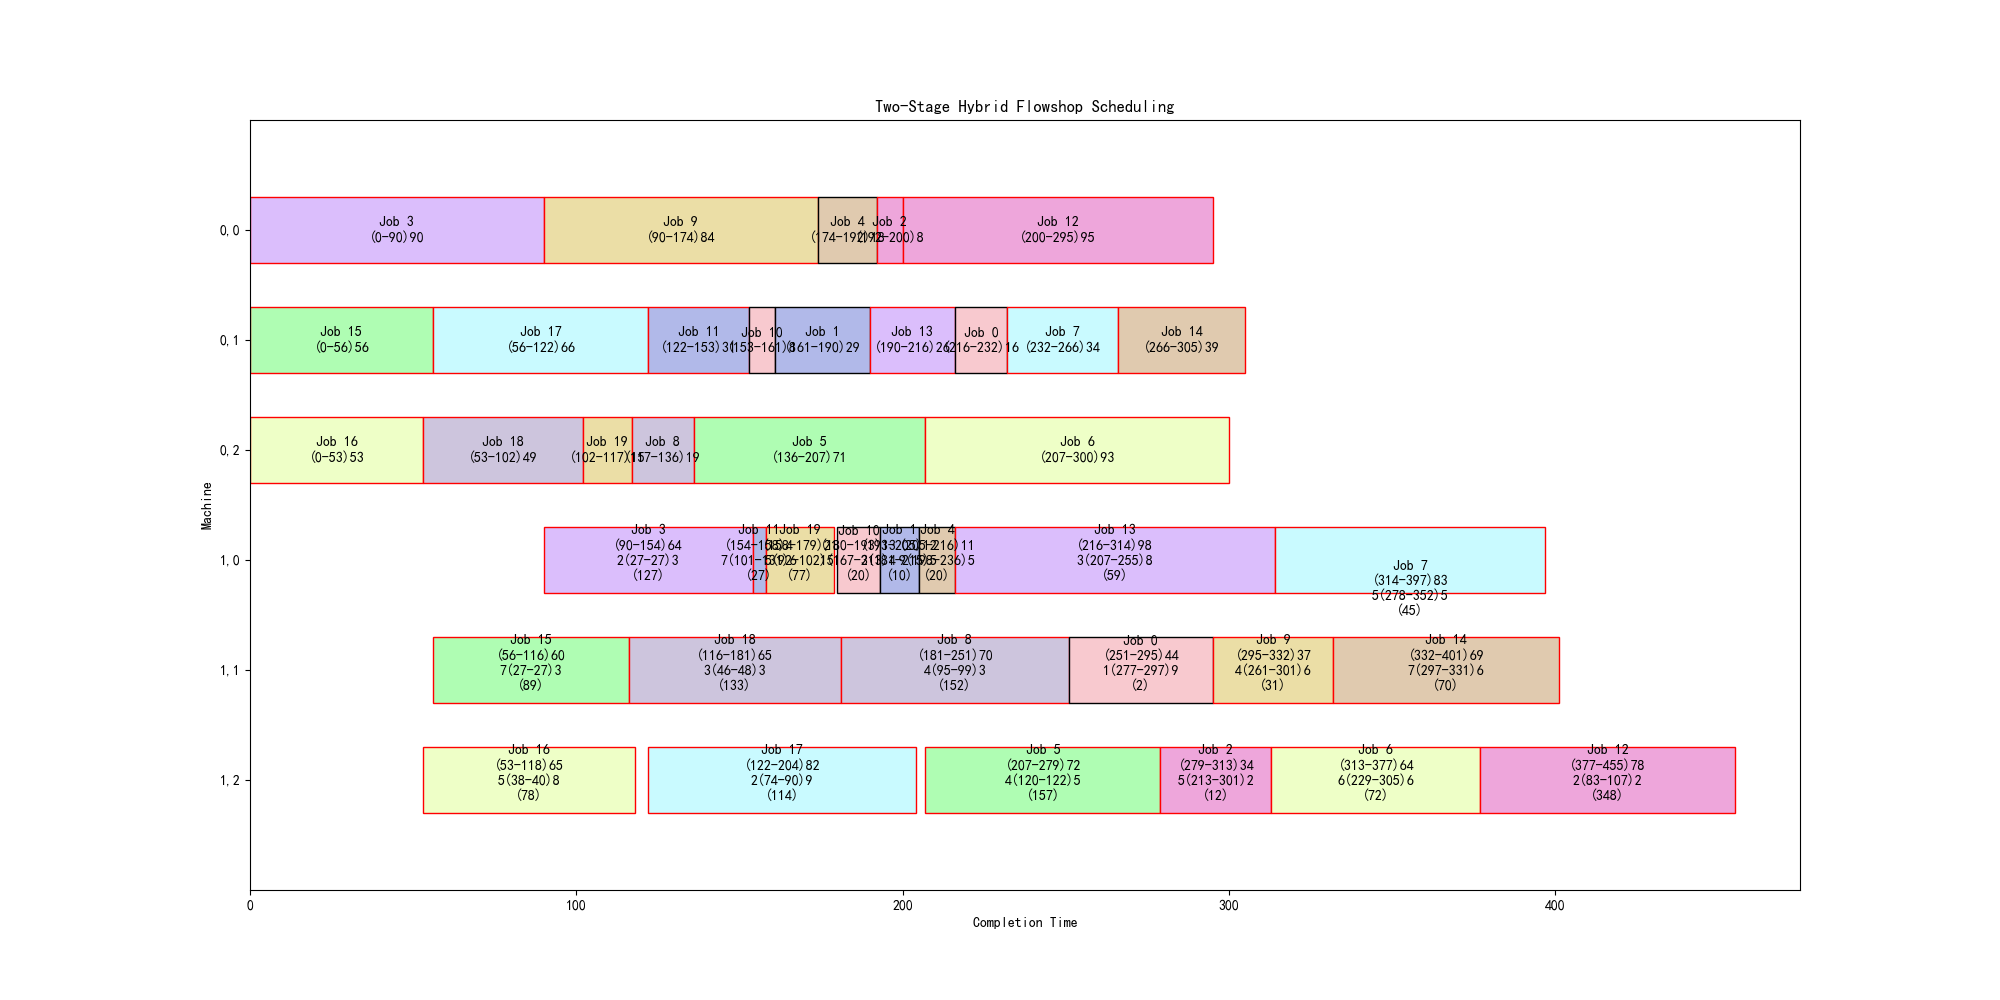 Two-Stage Hybrid Flowshop Scheduling
0,0
Job 3
(0-90)90
Job 9
(90-174)84
Job 4
(174-192)18
Job 2
(192-200)8
Job 12
(200-295)95
0,1
Job 15
(0-56)56
Job 17
(56-122)66
Job 11
(122-153)31
Job 10
(153-161)8
Job 1
(161-190)29
Job 13
(190-216)26
Job 0
(216-232)16
Job 7
(232-266)34
Job 14
(266-305)39
0,2
Job 16
(0-53)53
Job 18
(53-102)49
Job 19
(102-117)15
Job 8
(117-136)19
Job 5
(136-207)71
Job 6
(207-300)93
Machine
1,0
Job 3
(90-154)64
2(27-27)3
(127)
Job 11
(154-158)4
(27)
Job 19
(158-179)21
(77)
Job 10
(180-193)13
(20)
Job 1
(193-205)12
(10)
Job 4
(205-216)11
(20)
Job 13
(216-314)98
3(207-255)8
(59)
Job 7
(314-397)83
5(278-352)5
(45)
1,1
Job 15
(56-116)60
7(27-27)3
(89)
Job 18
(116-181)65
3(46-48)3
(133)
Job 8
(181-251)70
4(95-99)3
(152)
Job 0
(251-295)44
1(277-297)9
(2)
Job 9
(295-332)37
4(261-301)6
(31)
Job 14
(332-401)69
7(297-331)6
(70)
1,2
Job 16
(53-118)65
5(38-40)8
(78)
Job 17
(122-204)82
2(74-90)9
(114)
Job 5
(207-279)72
4(120-122)5
(157)
Job 2
(279-313)34
5(213-301)2
(12)
Job 6
(313-377)64
6(229-305)6
(72)
Job 12
(377-455)78
2(83-107)2
(348)
0
100
200
300
400
Completion Time